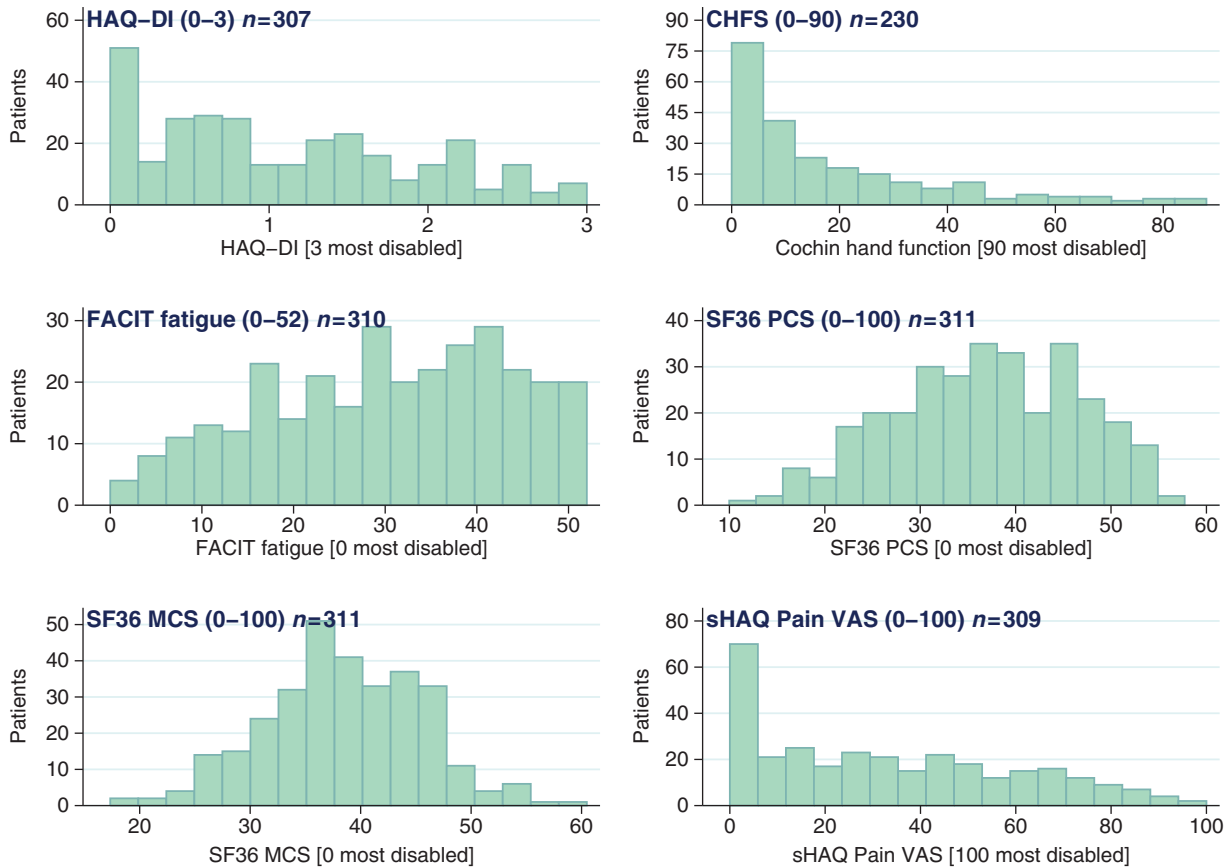 HAQ–DI (0–3) n=307
Patients
60
40
20
0
0 1 2 3
HAQ–DI [3 most disabled]
CHFS (0–90) n=230
Patients
90
75
60
45
30
15
0
0 20 40 60 80
Cochin hand function [90 most disabled]
FACIT fatigue (0–52) n=310
Patients
30
20
10
0
0 10 20 30 40 50
FACIT fatigue [0 most disabled]
SF36 PCS (0–100) n=311
Patients
40
30
20
10
0
10 20 30 40 50 60
SF36 PCS [0 most disabled]
SF36 MCS (0–100) n=311
Patients
50
40
30
20
10
0
20 30 40 50 60
SF36 MCS [0 most disabled]
sHAQ Pain VAS (0–100) n=309
Patients
80
60
40
20
0
0 20 40 60 80 100
sHAQ Pain VAS [100 most disabled]